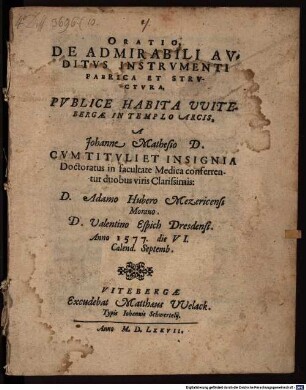 ORATIO,
DE ADMIRABILI AV-
DITVS INSTRVMENTI
FABRICA ET STRV-
CTVRA,
PVBLICE HABITA VVITE-
BERGÆ IN TEMPLO ARCIS,
A
Johanne Mathesio D.
CVM TITVLI ET INSIGNIA
Doctoratus in facultate Medica conferren-
tur duobus viris Clarissimis:
D. Adamo Hubero Mezericensi
Morauo.
D. Valentino Espich Dresdensi.
Anno 1577. die VI.
Calend. Septemb.
VITEBERGÆ
Excudebat Matthæus VVelack.
Typis Iohannis Schwertelij.
Anno M. D. LXXVII.